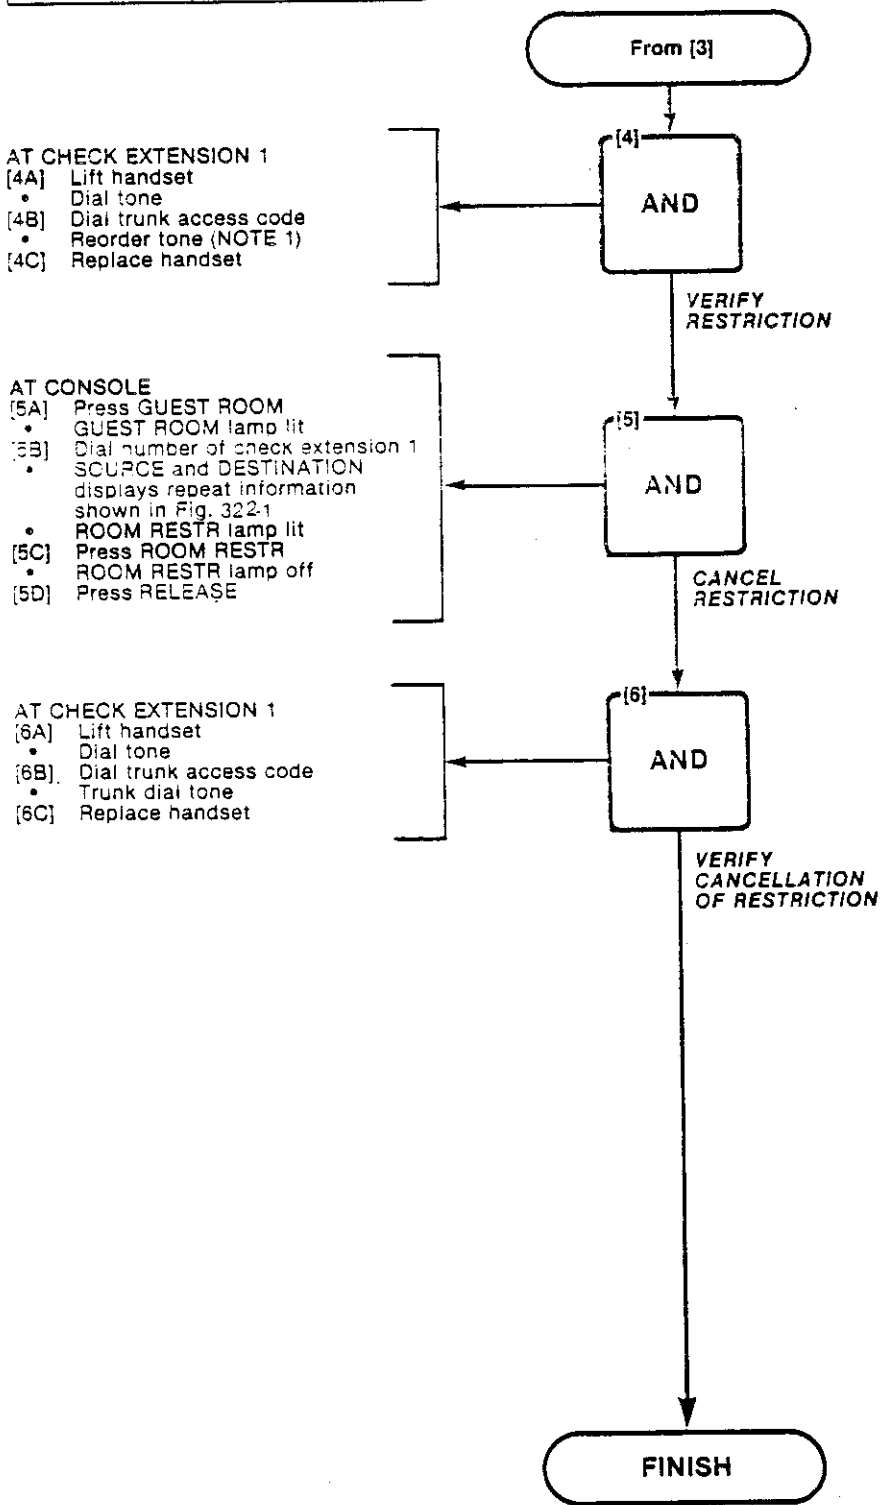 From [3]
AT CHECK EXTENSION 1
[4A] Lift handset
• Dial tone
[4B] Dial trunk access code
• Reorder tone (NOTE 1)
[4C] Replace handset
[4]
AND
VERIFY
RESTRICTION
AT CONSOLE
[5A] Press GUEST ROOM
• GUEST ROOM lamp lit
[5B] Dial number of check extension 1
• SOURCE and DESTINATION
displays repeat information
shown in Fig. 322-1
• ROOM RESTR lamp lit
[5C] Press ROOM RESTR
• ROOM RESTR lamp off
[5D] Press RELEASE
[5]
AND
CANCEL
RESTRICTION
AT CHECK EXTENSION 1
[6A] Lift handset
• Dial tone
[6B] Dial trunk access code
• Trunk dial tone
[6C] Replace handset
[6]
AND
VERIFY
CANCELLATION
OF RESTRICTION
FINISH